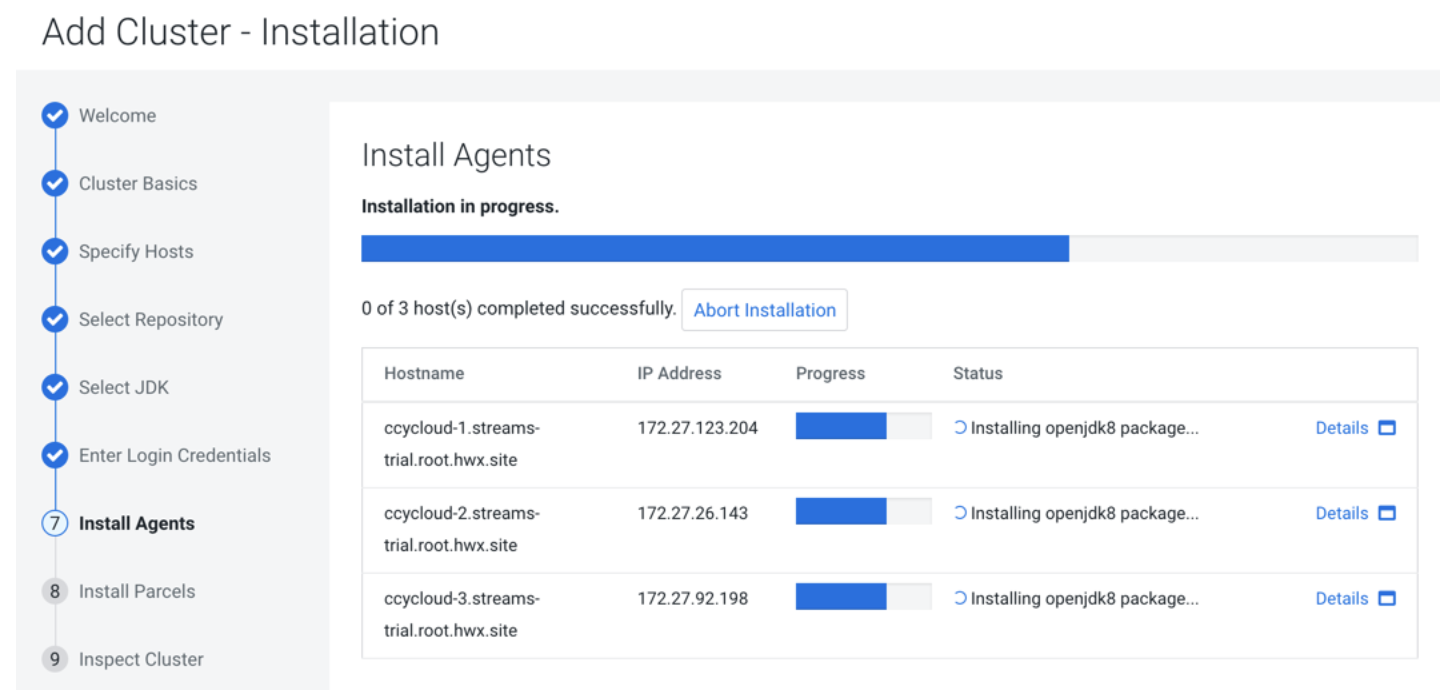 Add Cluster - Installation
Welcome
Cluster Basics
Specify Hosts
Select Repository
Select JDK
Enter Login Credentials
7 Install Agents
8 Install Parcels
9 Inspect Cluster
Install Agents
Installation in progress.
0 of 3 host(s) completed successfully. Abort Installation
Hostname IP Address Progress Status
ccycloud-1.streams- 172.27.123.204 Installing openjdk8 package... Details
trial.root.hwx.site
ccycloud-2.streams- 172.27.26.143 Installing openjdk8 package... Details
trial.root.hwx.site
ccycloud-3.streams- 172.27.92.198 Installing openjdk8 package... Details
trial.root.hwx.site